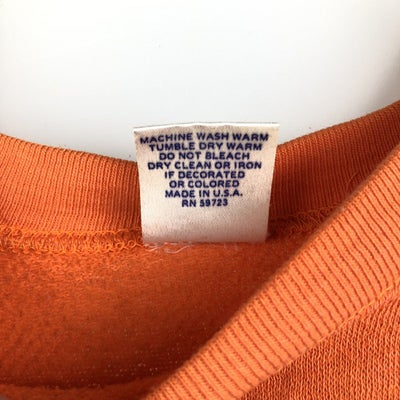 MACHINE WASH WARM
TUMBLE DRY WARM
DO NOT BLEACH
DRY CLEAN OR IRON
IF DECORATED
OR COLORED
MADE IN U.S.A.
RN 59723